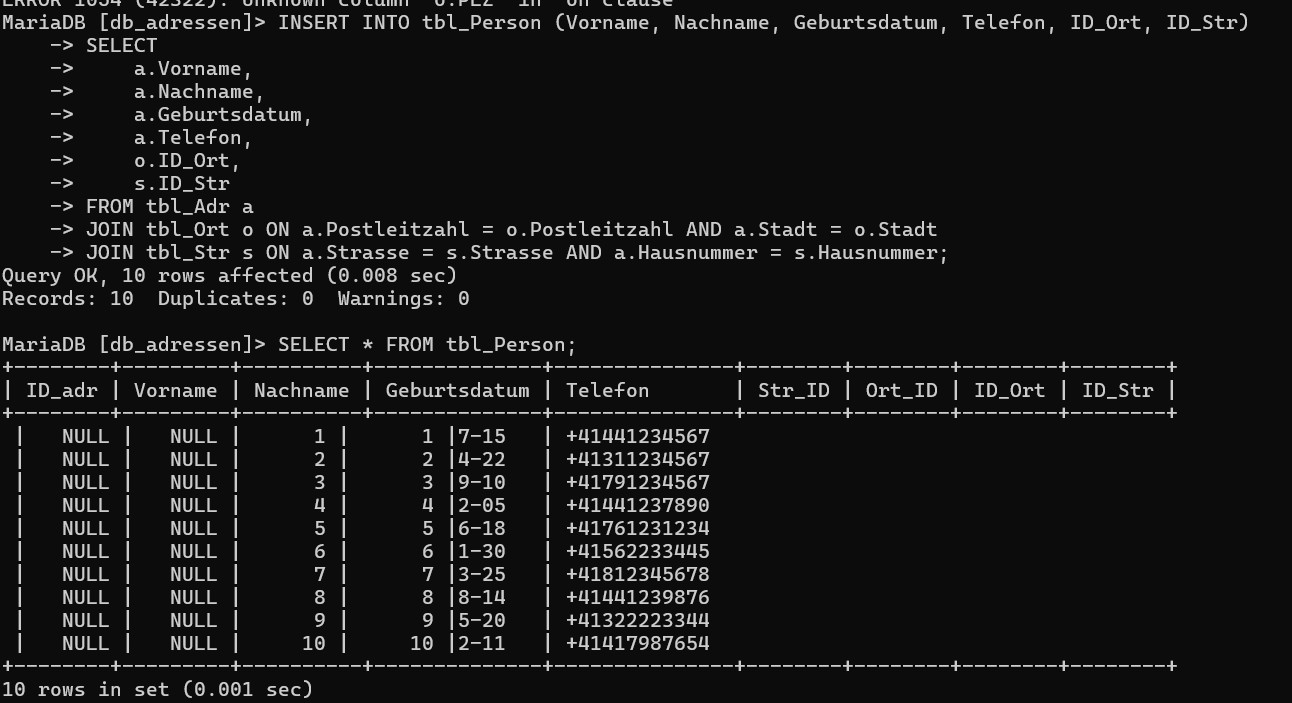 ERROR 1054 (42S22): Unknown column 'o.PLZ' in 'on clause'
MariaDB [db_adressen]> INSERT INTO tbl_Person (Vorname, Nachname, Geburtsdatum, Telefon, ID_Ort, ID_Str)
    -> SELECT
    ->     a.Vorname,
    ->     a.Nachname,
    ->     a.Geburtsdatum,
    ->     a.Telefon,
    ->     o.ID_Ort,
    ->     s.ID_Str
    -> FROM tbl_Adr a
    -> JOIN tbl_Ort o ON a.Postleitzahl = o.Postleitzahl AND a.Stadt = o.Stadt
    -> JOIN tbl_Str s ON a.Strasse = s.Strasse AND a.Hausnummer = s.Hausnummer;
Query OK, 10 rows affected (0.008 sec)
Records: 10  Duplicates: 0  Warnings: 0
MariaDB [db_adressen]> SELECT * FROM tbl_Person;
+--------+---------+----------+--------------+---------------+--------+--------+--------+--------+
| ID_adr | Vorname | Nachname | Geburtsdatum | Telefon       | Str_ID | Ort_ID | ID_Ort | ID_Str |
+--------+---------+----------+--------------+---------------+--------+--------+--------+--------+
 |   NULL |   NULL |      1 |      1 |7-15   | +41441234567
 |   NULL |   NULL |      2 |      2 |4-22   | +41311234567
 |   NULL |   NULL |      3 |      3 |9-10   | +41791234567
 |   NULL |   NULL |      4 |      4 |2-05   | +41441237890
 |   NULL |   NULL |      5 |      5 |6-18   | +41761231234
 |   NULL |   NULL |      6 |      6 |1-30   | +41562233445
 |   NULL |   NULL |      7 |      7 |3-25   | +41812345678
 |   NULL |   NULL |      8 |      8 |8-14   | +41441239876
 |   NULL |   NULL |      9 |      9 |5-20   | +41322223344
 |   NULL |   NULL |     10 |     10 |2-11   | +41417987654
+--------+---------+----------+--------------+---------------+--------+--------+--------+--------+
10 rows in set (0.001 sec)